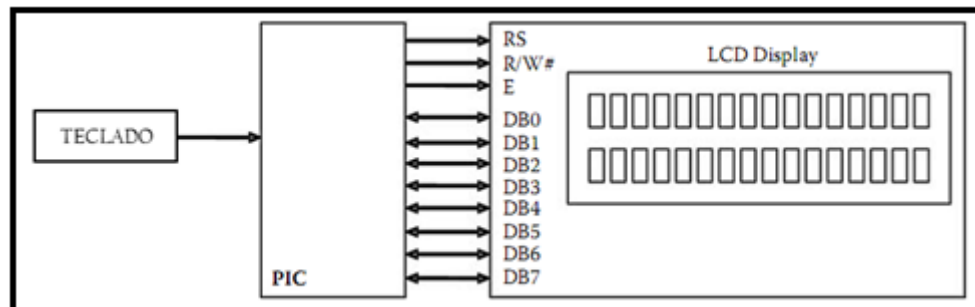 TECLADO
PIC
RS
R/W#
E
DB0
DB1
DB2
DB3
DB4
DB5
DB6
DB7
LCD Display